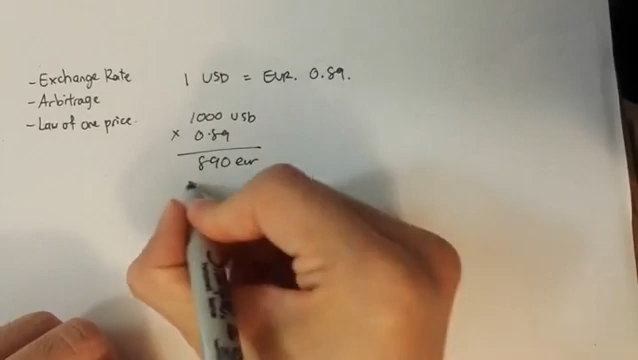 - Exchange Rate
- Arbitrage
- Law of one price.
1 USD = EUR. 0.89.
1000 USD
× 0.89
890 eur